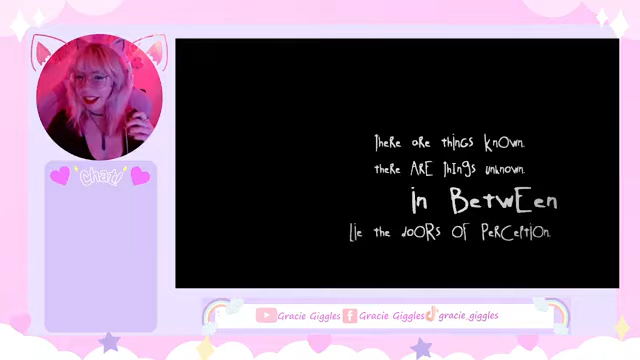 There are things known.
there ARE things unknown.
in BetwEen
Lie the dooRs OF PeRCePtion.
Chat!
Gracie Giggles Gracie Giggles gracie_giggles